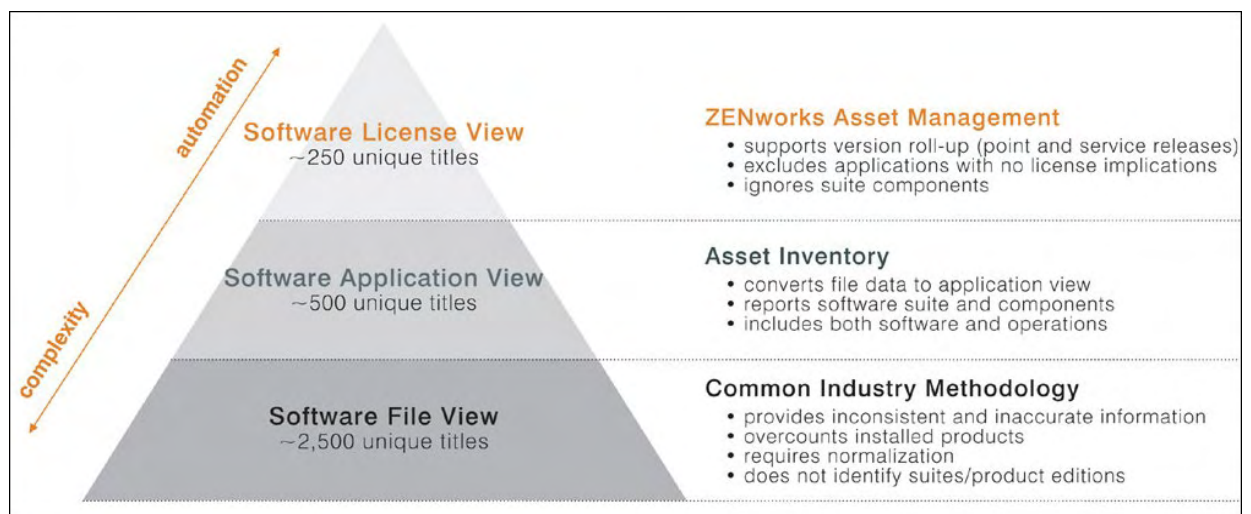 automation
complexity
Software License View
~250 unique titles
ZENworks Asset Management
• supports version roll-up (point and service releases)
• excludes applications with no license implications
• ignores suite components
Software Application View
~500 unique titles
Asset Inventory
• converts file data to application view
• reports software suite and components
• includes both software and operations
Software File View
~2,500 unique titles
Common Industry Methodology
• provides inconsistent and inaccurate information
• overcounts installed products
• requires normalization
• does not identify suites/product editions